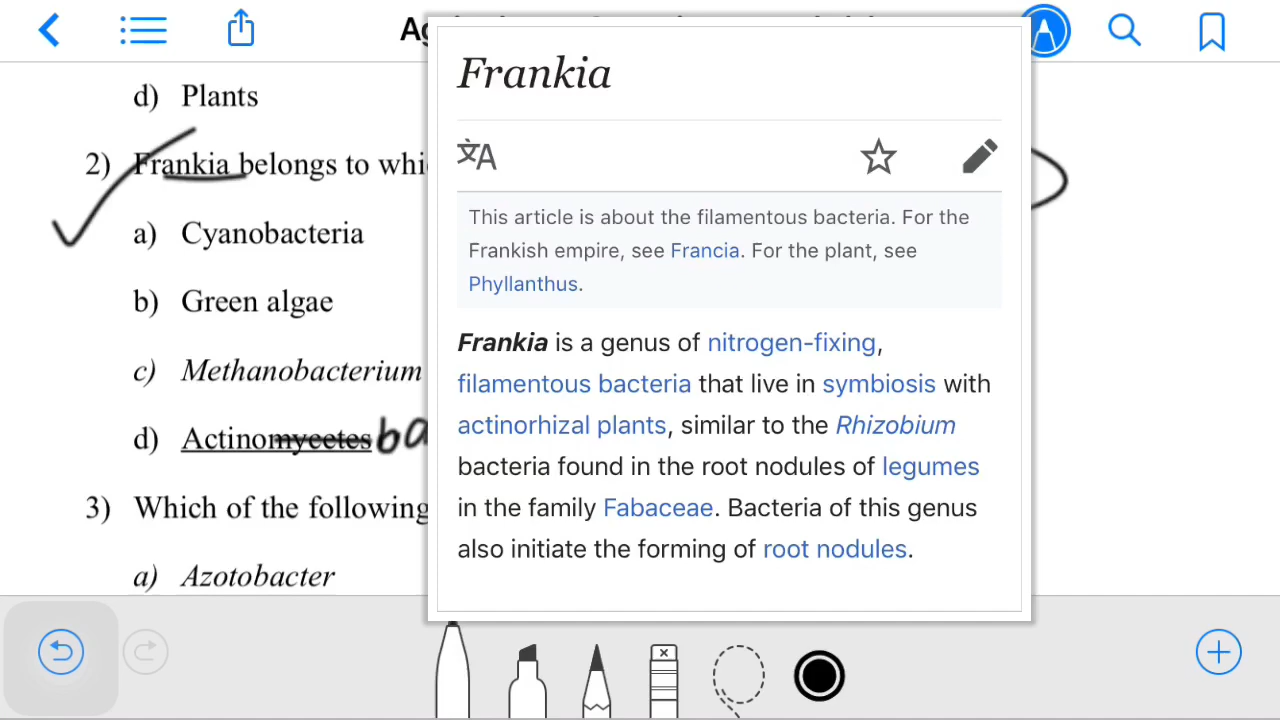 Ag
d) Plants
2) Frankia belongs to whi
a) Cyanobacteria
b) Green algae
c) Methanobacterium
d) Actinomycetes ba
3) Which of the following
a) Azotobacter
Frankia
文A
This article is about the filamentous bacteria. For the
Frankish empire, see Francia. For the plant, see
Phyllanthus.
Frankia is a genus of nitrogen-fixing,
filamentous bacteria that live in symbiosis with
actinorhizal plants, similar to the Rhizobium
bacteria found in the root nodules of legumes
in the family Fabaceae. Bacteria of this genus
also initiate the forming of root nodules.